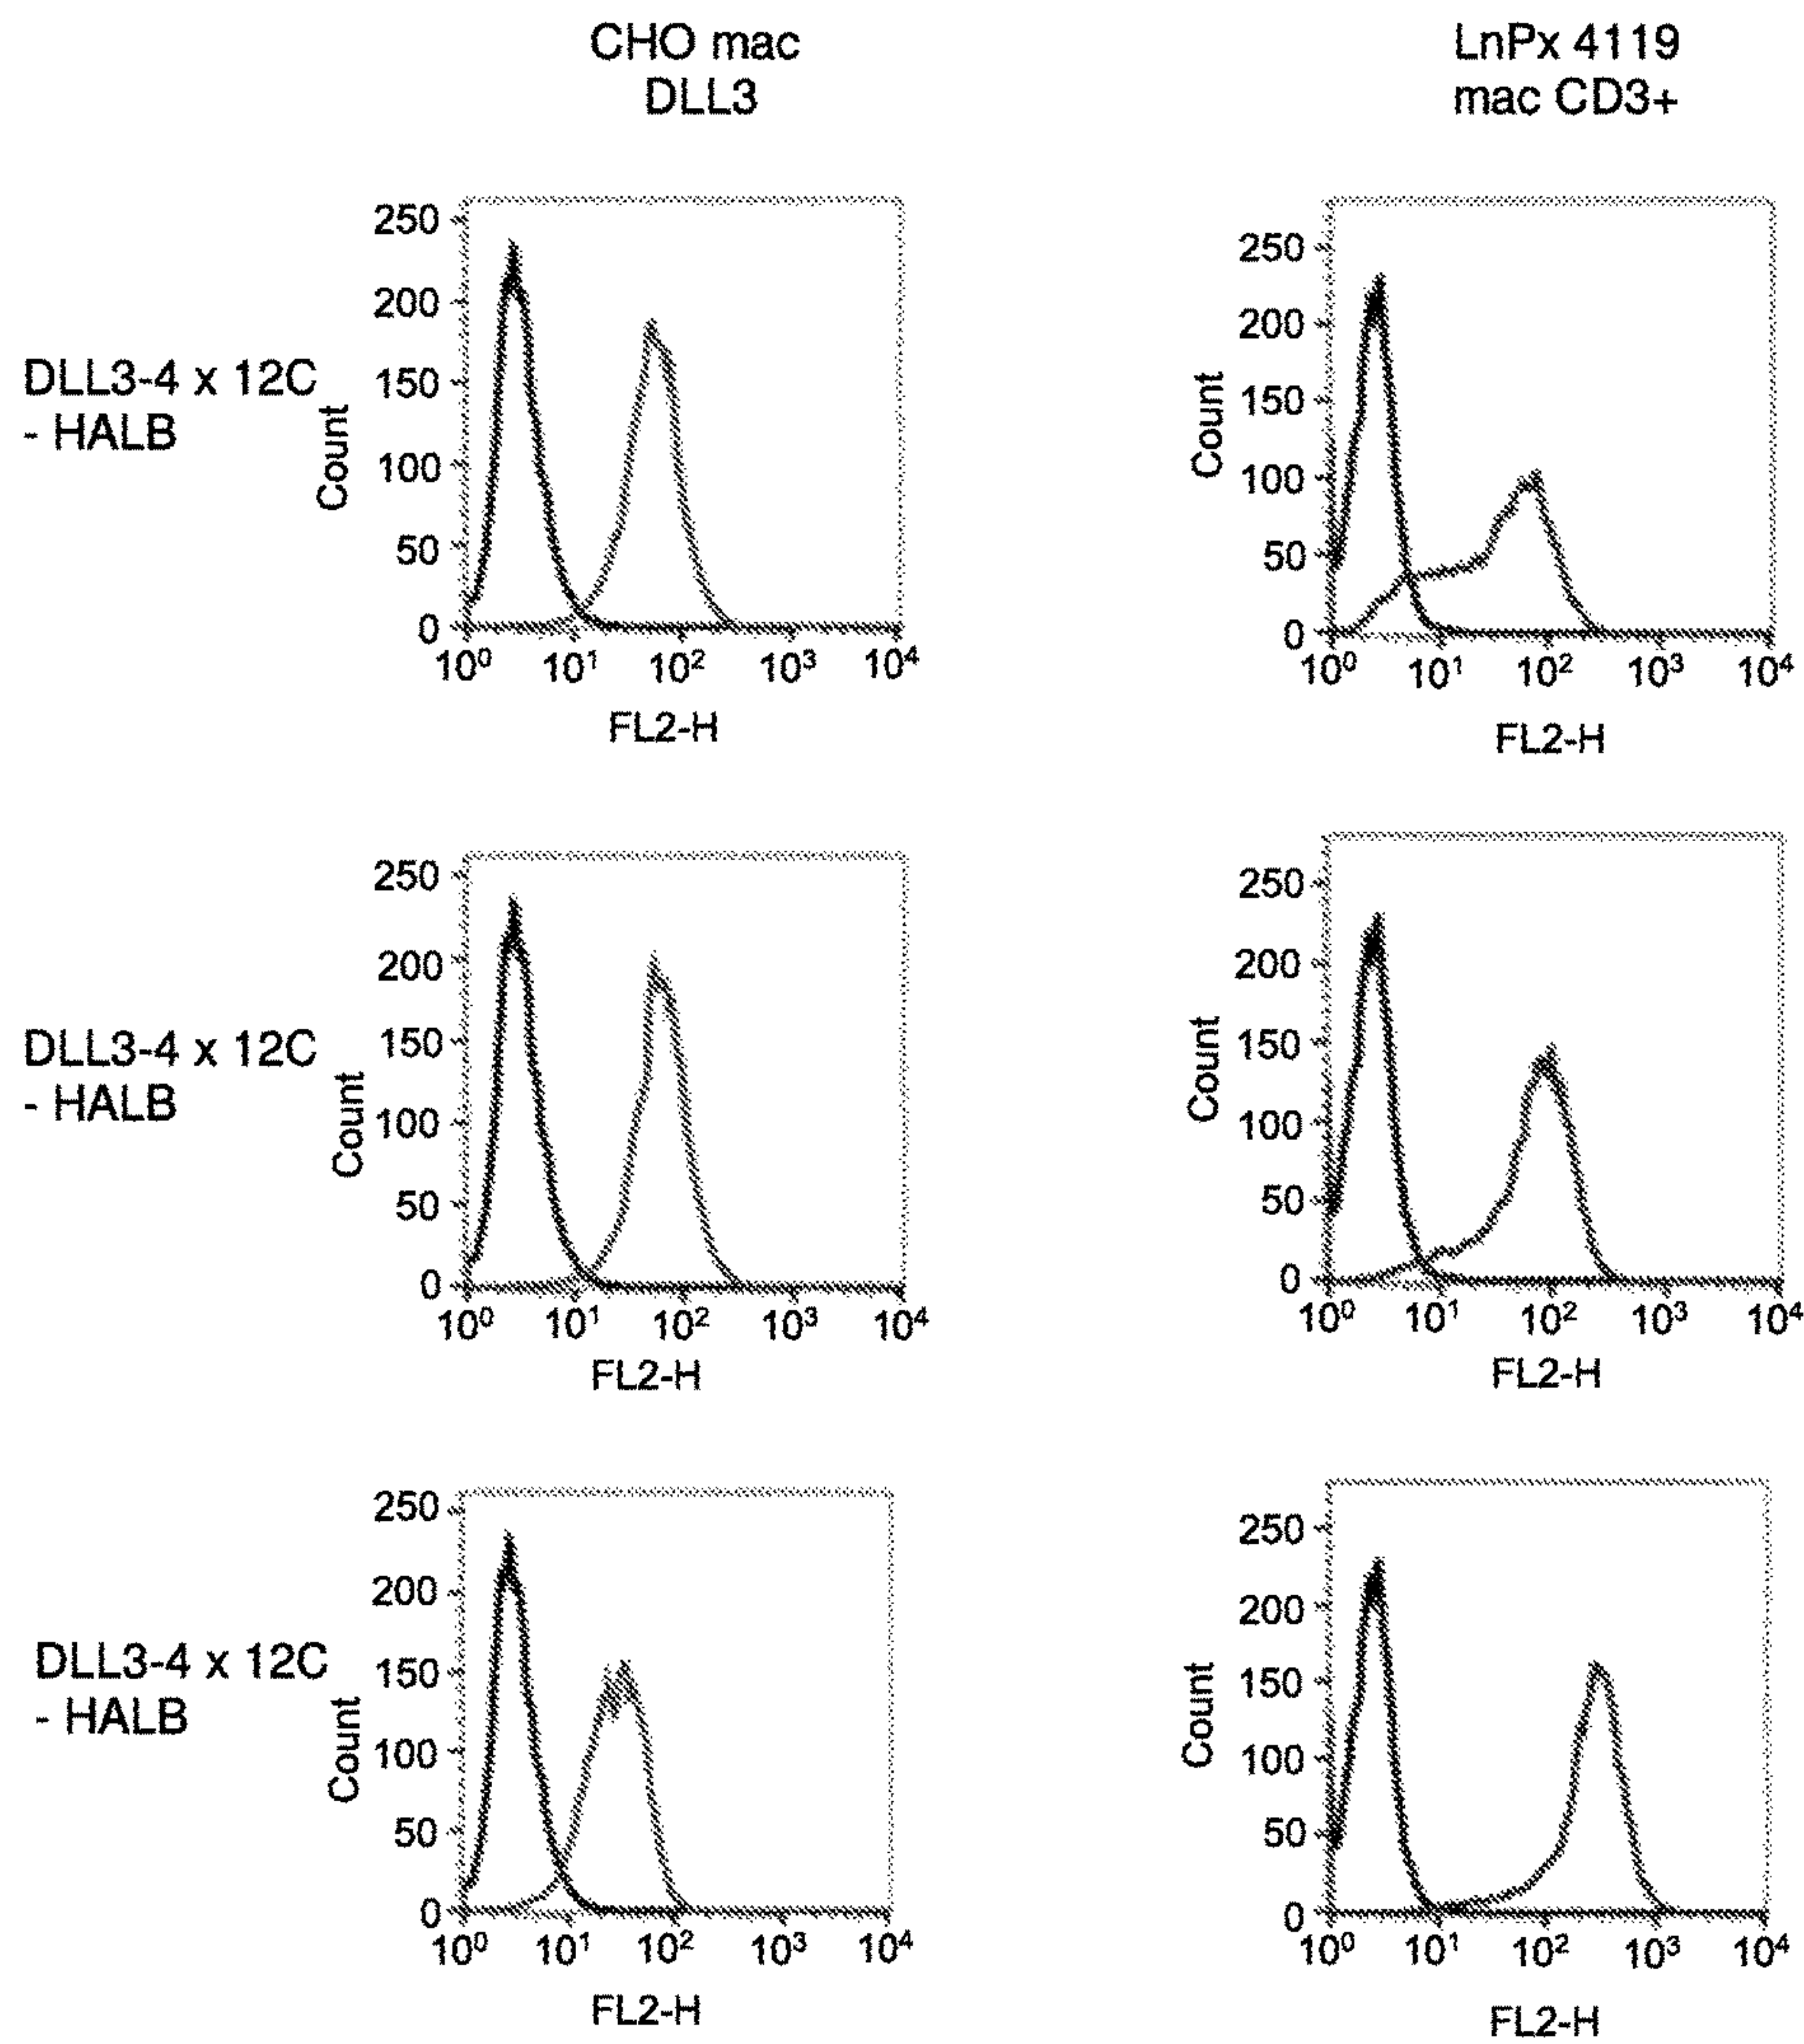 CHO mac
DLL3
LnPx 4119
mac CD3+
DLL3-4 x 12C
- HALB
Count
250
200
150
100
50
0
10⁰ 10¹ 10² 10³ 10⁴
FL2-H
Count
250
200
150
100
50
0
10⁰ 10¹ 10² 10³ 10⁴
FL2-H
DLL3-4 x 12C
- HALB
Count
250
200
150
100
50
0
10⁰ 10¹ 10² 10³ 10⁴
FL2-H
Count
250
200
150
100
50
0
10⁰ 10¹ 10² 10³ 10⁴
FL2-H
DLL3-4 x 12C
- HALB
Count
250
200
150
100
50
0
10⁰ 10¹ 10² 10³ 10⁴
FL2-H
Count
250
200
150
100
50
0
10⁰ 10¹ 10² 10³ 10⁴
FL2-H